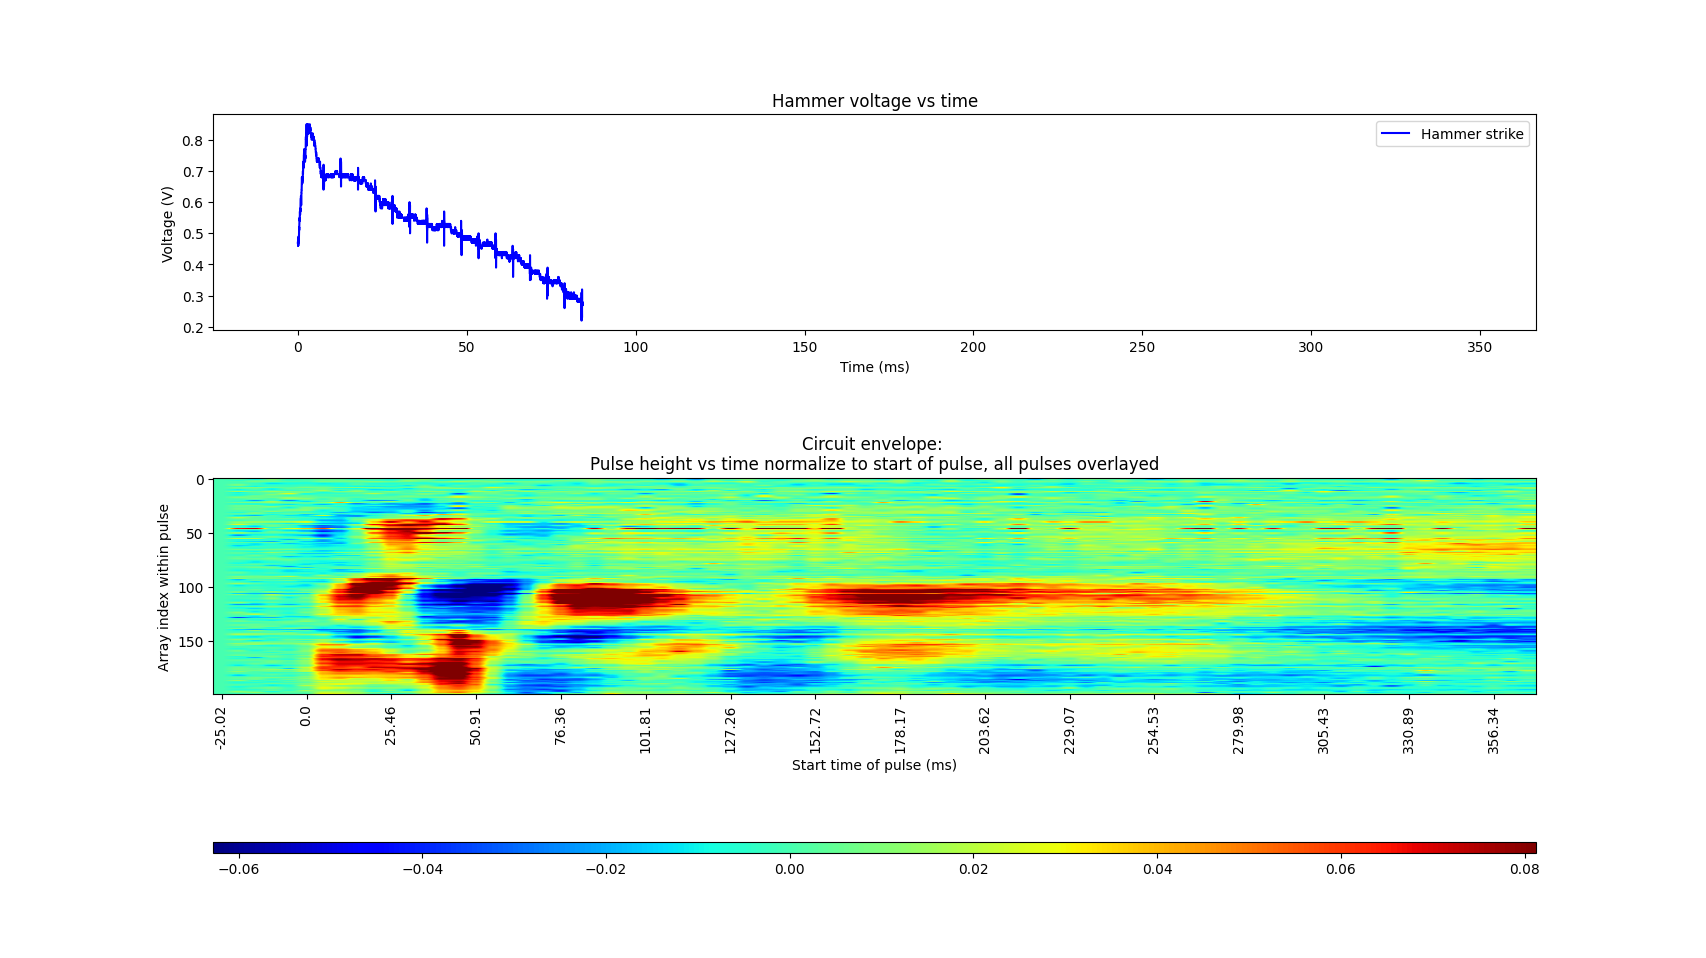 Hammer voltage vs time
Hammer strike
Voltage (V)
0.8
0.7
0.6
0.5
0.4
0.3
0.2
0 50 100 150 200 250 300 350
Time (ms)
Circuit envelope:
Pulse height vs time normalize to start of pulse, all pulses overlayed
Array index within pulse
0
50
100
150
-25.02 0.0 25.46 50.91 76.36 101.81 127.26 152.72 178.17 203.62 229.07 254.53 279.98 305.43 330.89 356.34
Start time of pulse (ms)
−0.06 −0.04 −0.02 0.00 0.02 0.04 0.06 0.08